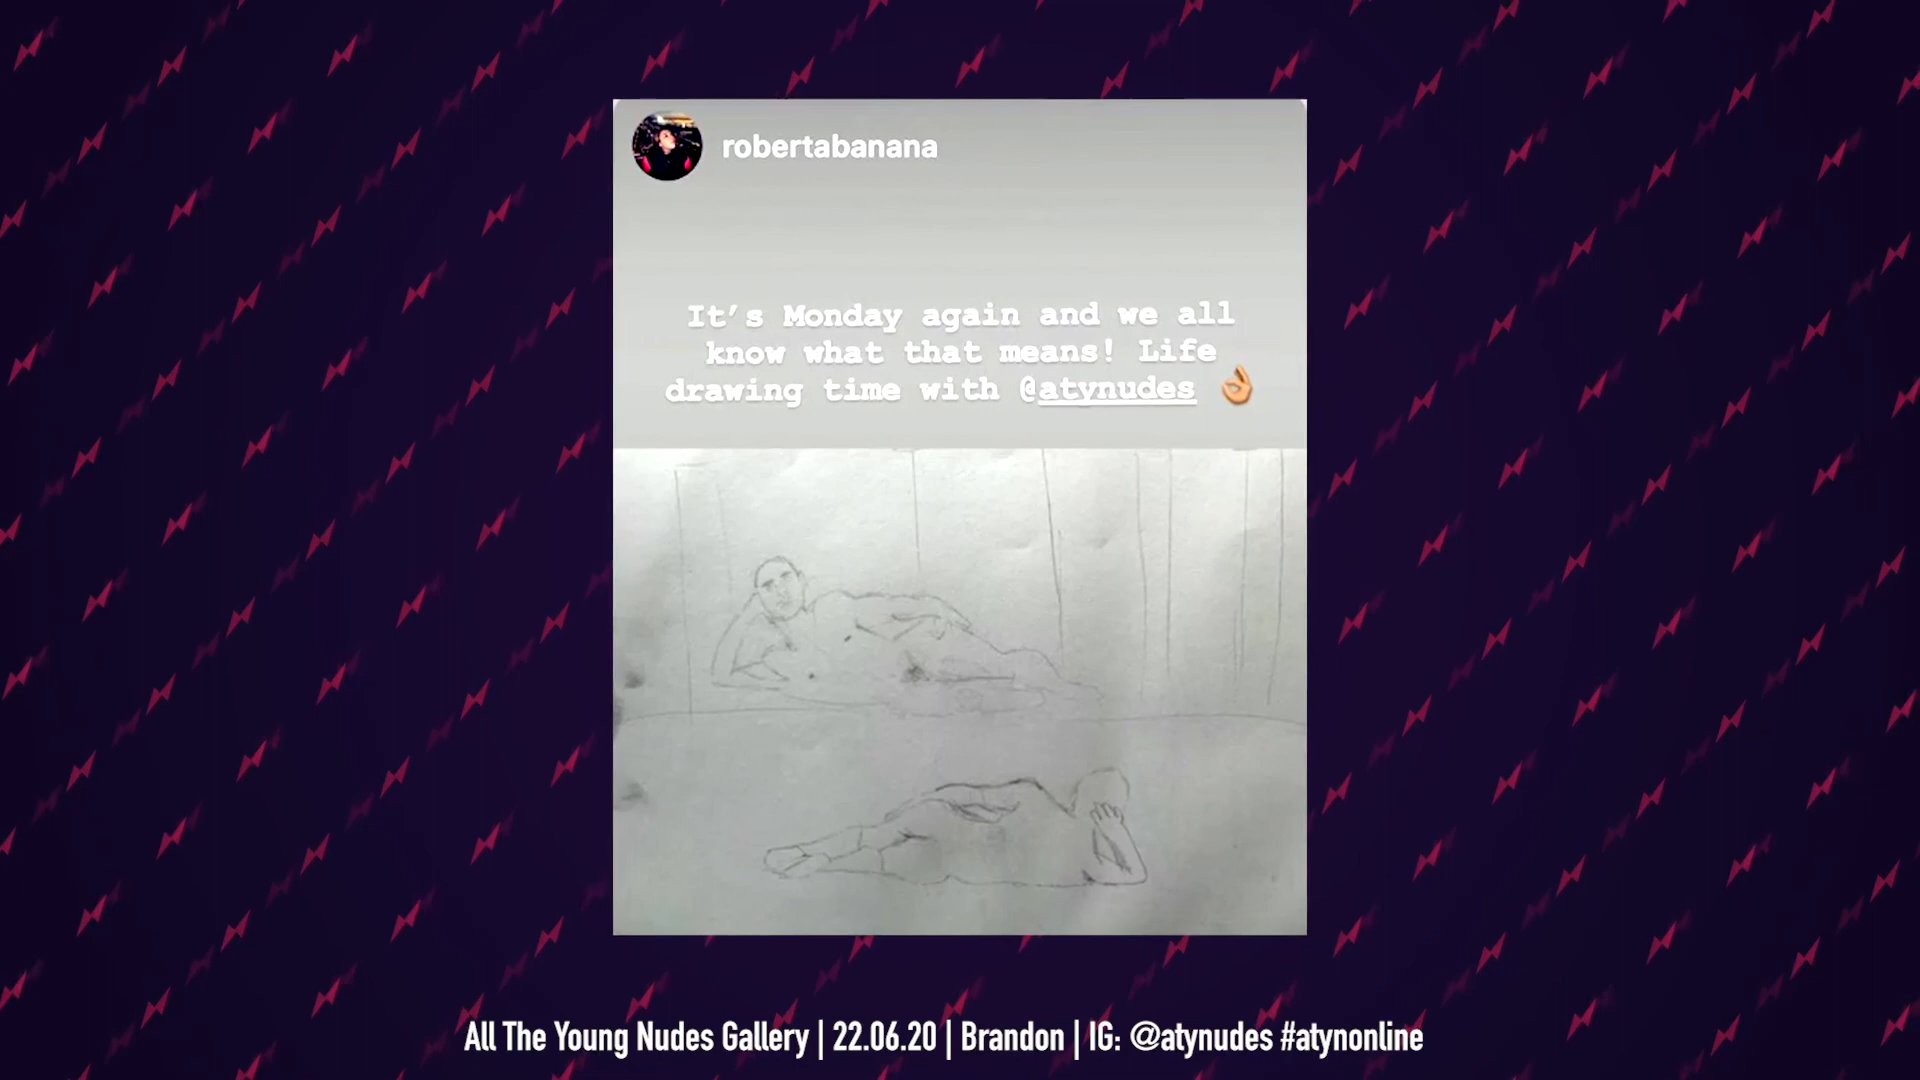 robertabanana
It's Monday again and we all
know what that means! Life
drawing time with @atynudes 👌🏽
All The Young Nudes Gallery | 22.06.20 | Brandon | IG: @atynudes #atynonline